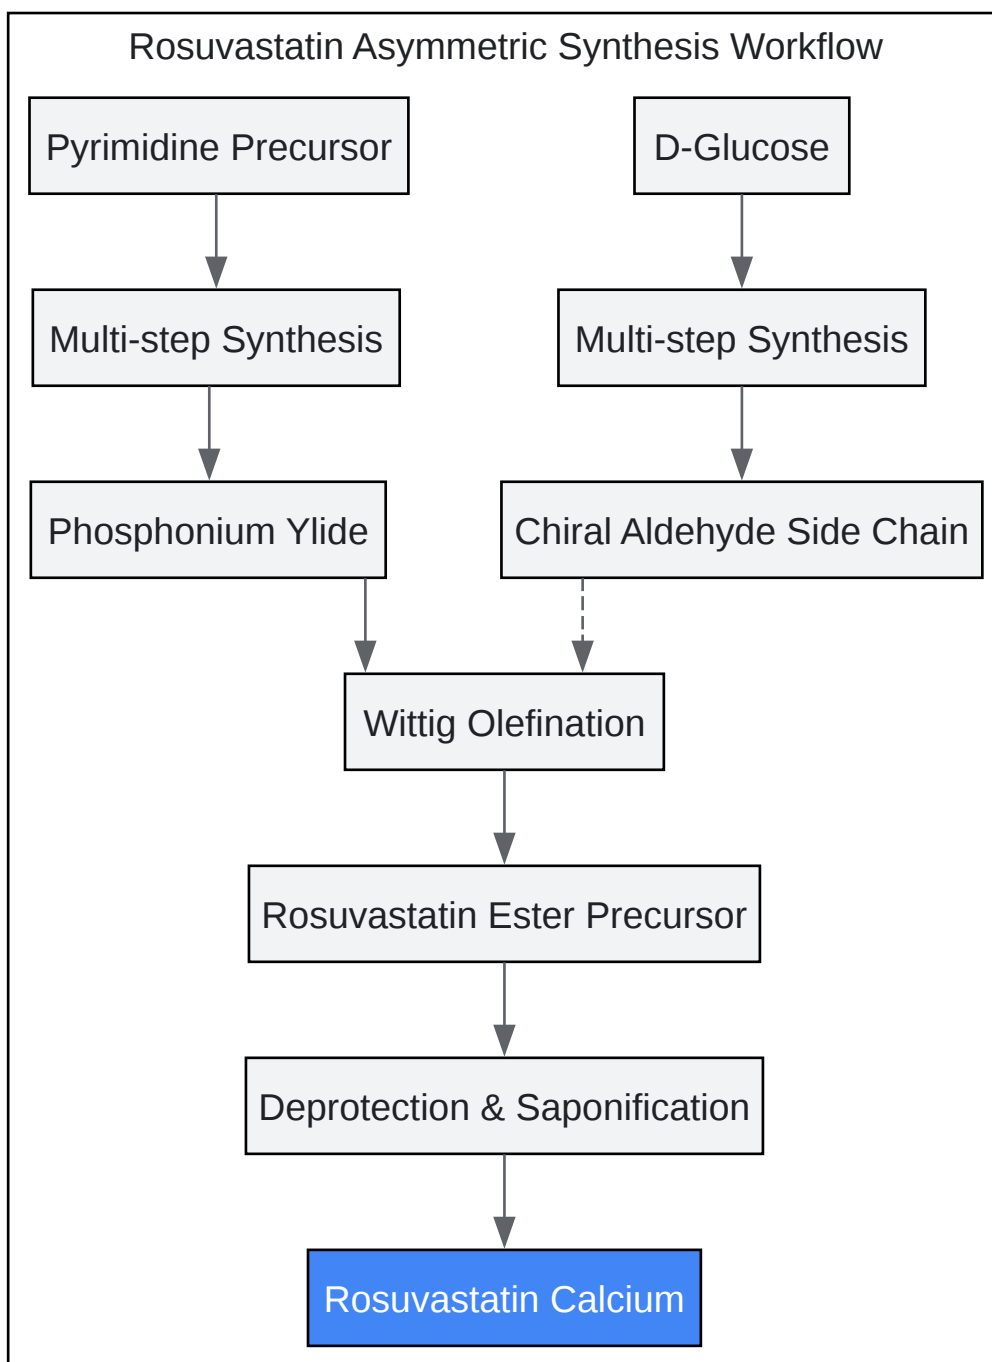 Rosuvastatin Asymmetric Synthesis Workflow
Pyrimidine Precursor
D-Glucose
Multi-step Synthesis
Multi-step Synthesis
Phosphonium Ylide
Chiral Aldehyde Side Chain
Wittig Olefination
Rosuvastatin Ester Precursor
Deprotection & Saponification
Rosuvastatin Calcium